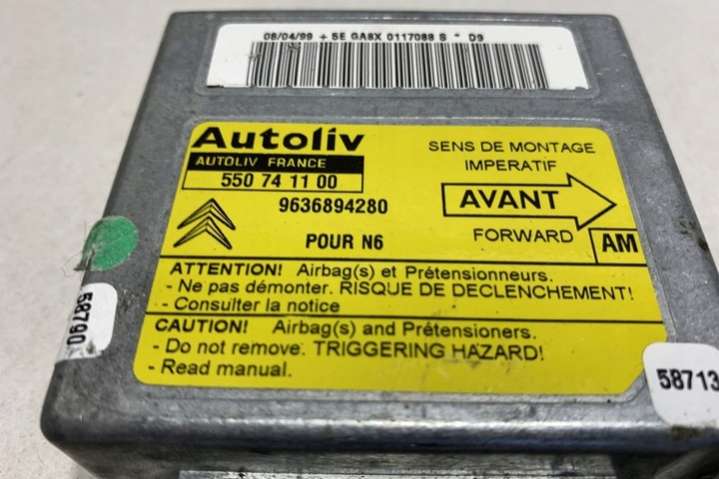 08/04/99 + 5E GA8X 0117088 S * D9
Autoliv
AUTOLIV FRANCE
550 74 11 00
9636894280
POUR N6
SENS DE MONTAGE
IMPERATIF
AVANT
FORWARD
AM
ATTENTION! Airbag(s) et Prétensionneurs.
- Ne pas démonter. RISQUE DE DECLENCHEMENT!
- Consulter la notice
CAUTION! Airbag(s) and Prétensioners.
- Do not remove. TRIGGERING HAZARD!
- Read manual.
58790
58713